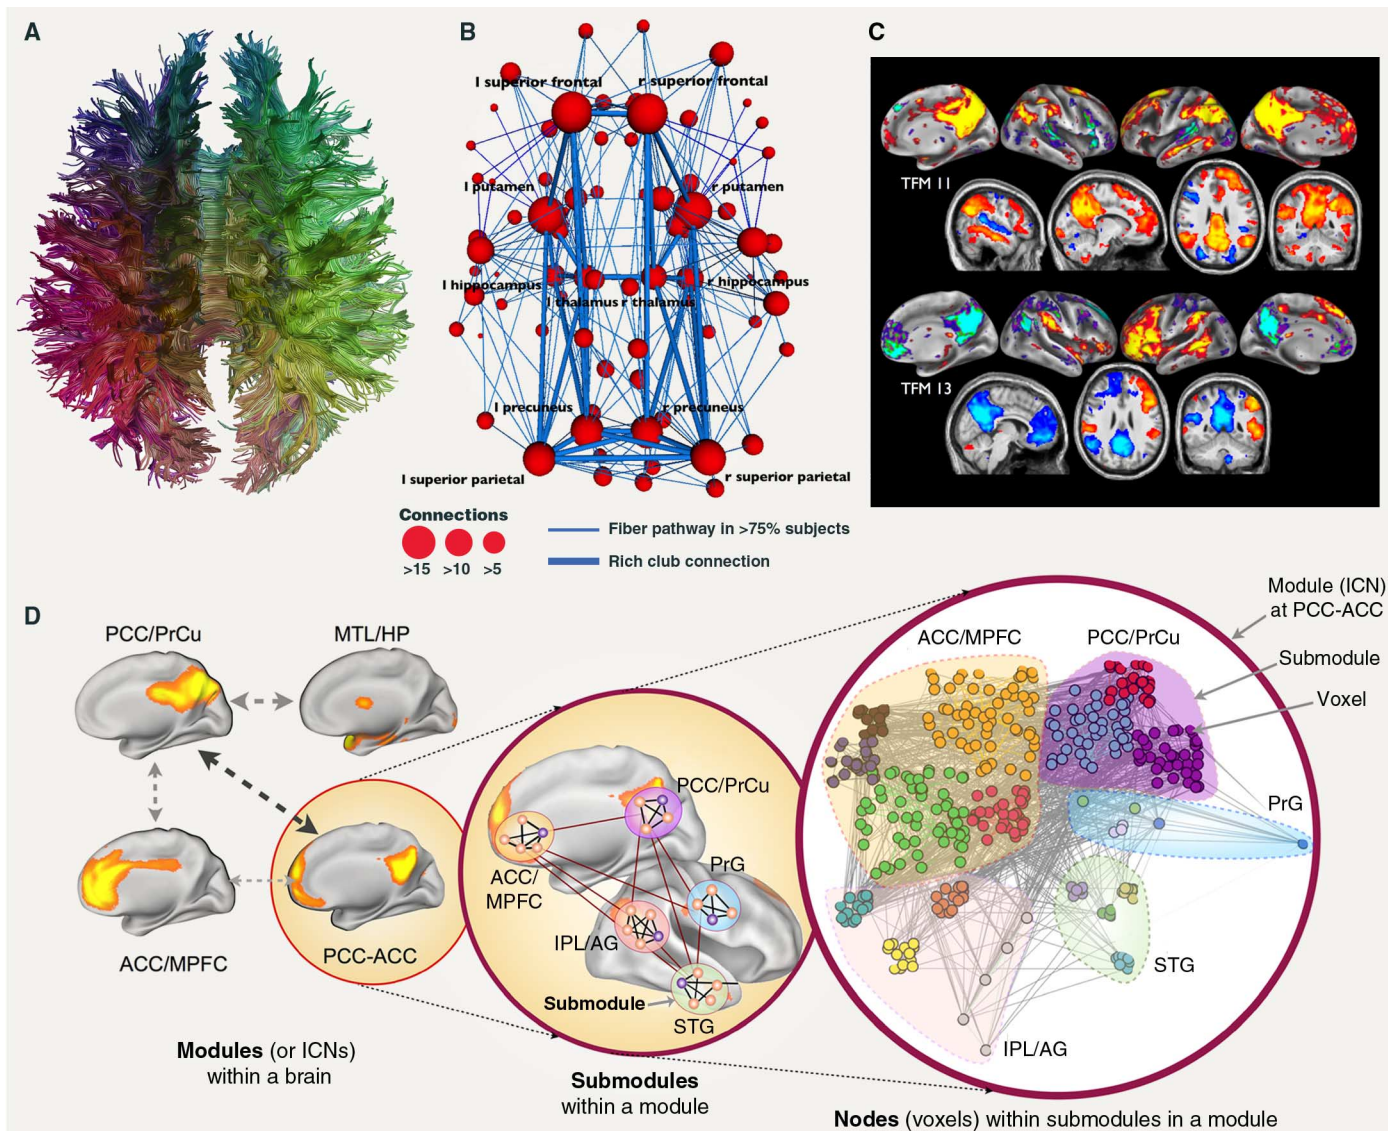 A
B
C
l superior frontal
r superior frontal
l putamen
r putamen
l hippocampus
r hippocampus
l thalamus
r thalamus
l precuneus
r precuneus
l superior parietal
r superior parietal
Connections
>15
>10
>5
Fiber pathway in >75% subjects
Rich club connection
TFM 11
TFM 13
D
PCC/PrCu
MTL/HP
ACC/MPFC
PCC-ACC
Modules (or ICNs)
within a brain
PCC/PrCu
ACC/
MPFC
PrG
IPL/AG
Submodule
STG
Submodules
within a module
ACC/MPFC
PCC/PrCu
Module (ICN)
at PCC-ACC
Submodule
Voxel
PrG
STG
IPL/AG
Nodes (voxels) within submodules in a module